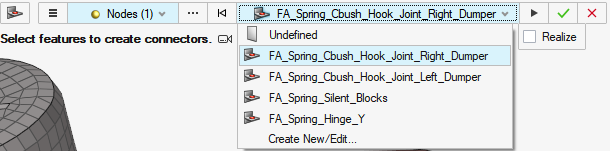 Nodes (1)
FA_Spring_Cbush_Hook_Joint_Right_Dumper
Select features to create connectors.
Undefined
Realize
FA_Spring_Cbush_Hook_Joint_Right_Dumper
FA_Spring_Cbush_Hook_Joint_Left_Dumper
FA_Spring_Silent_Blocks
FA_Spring_Hinge_Y
Create New/Edit...